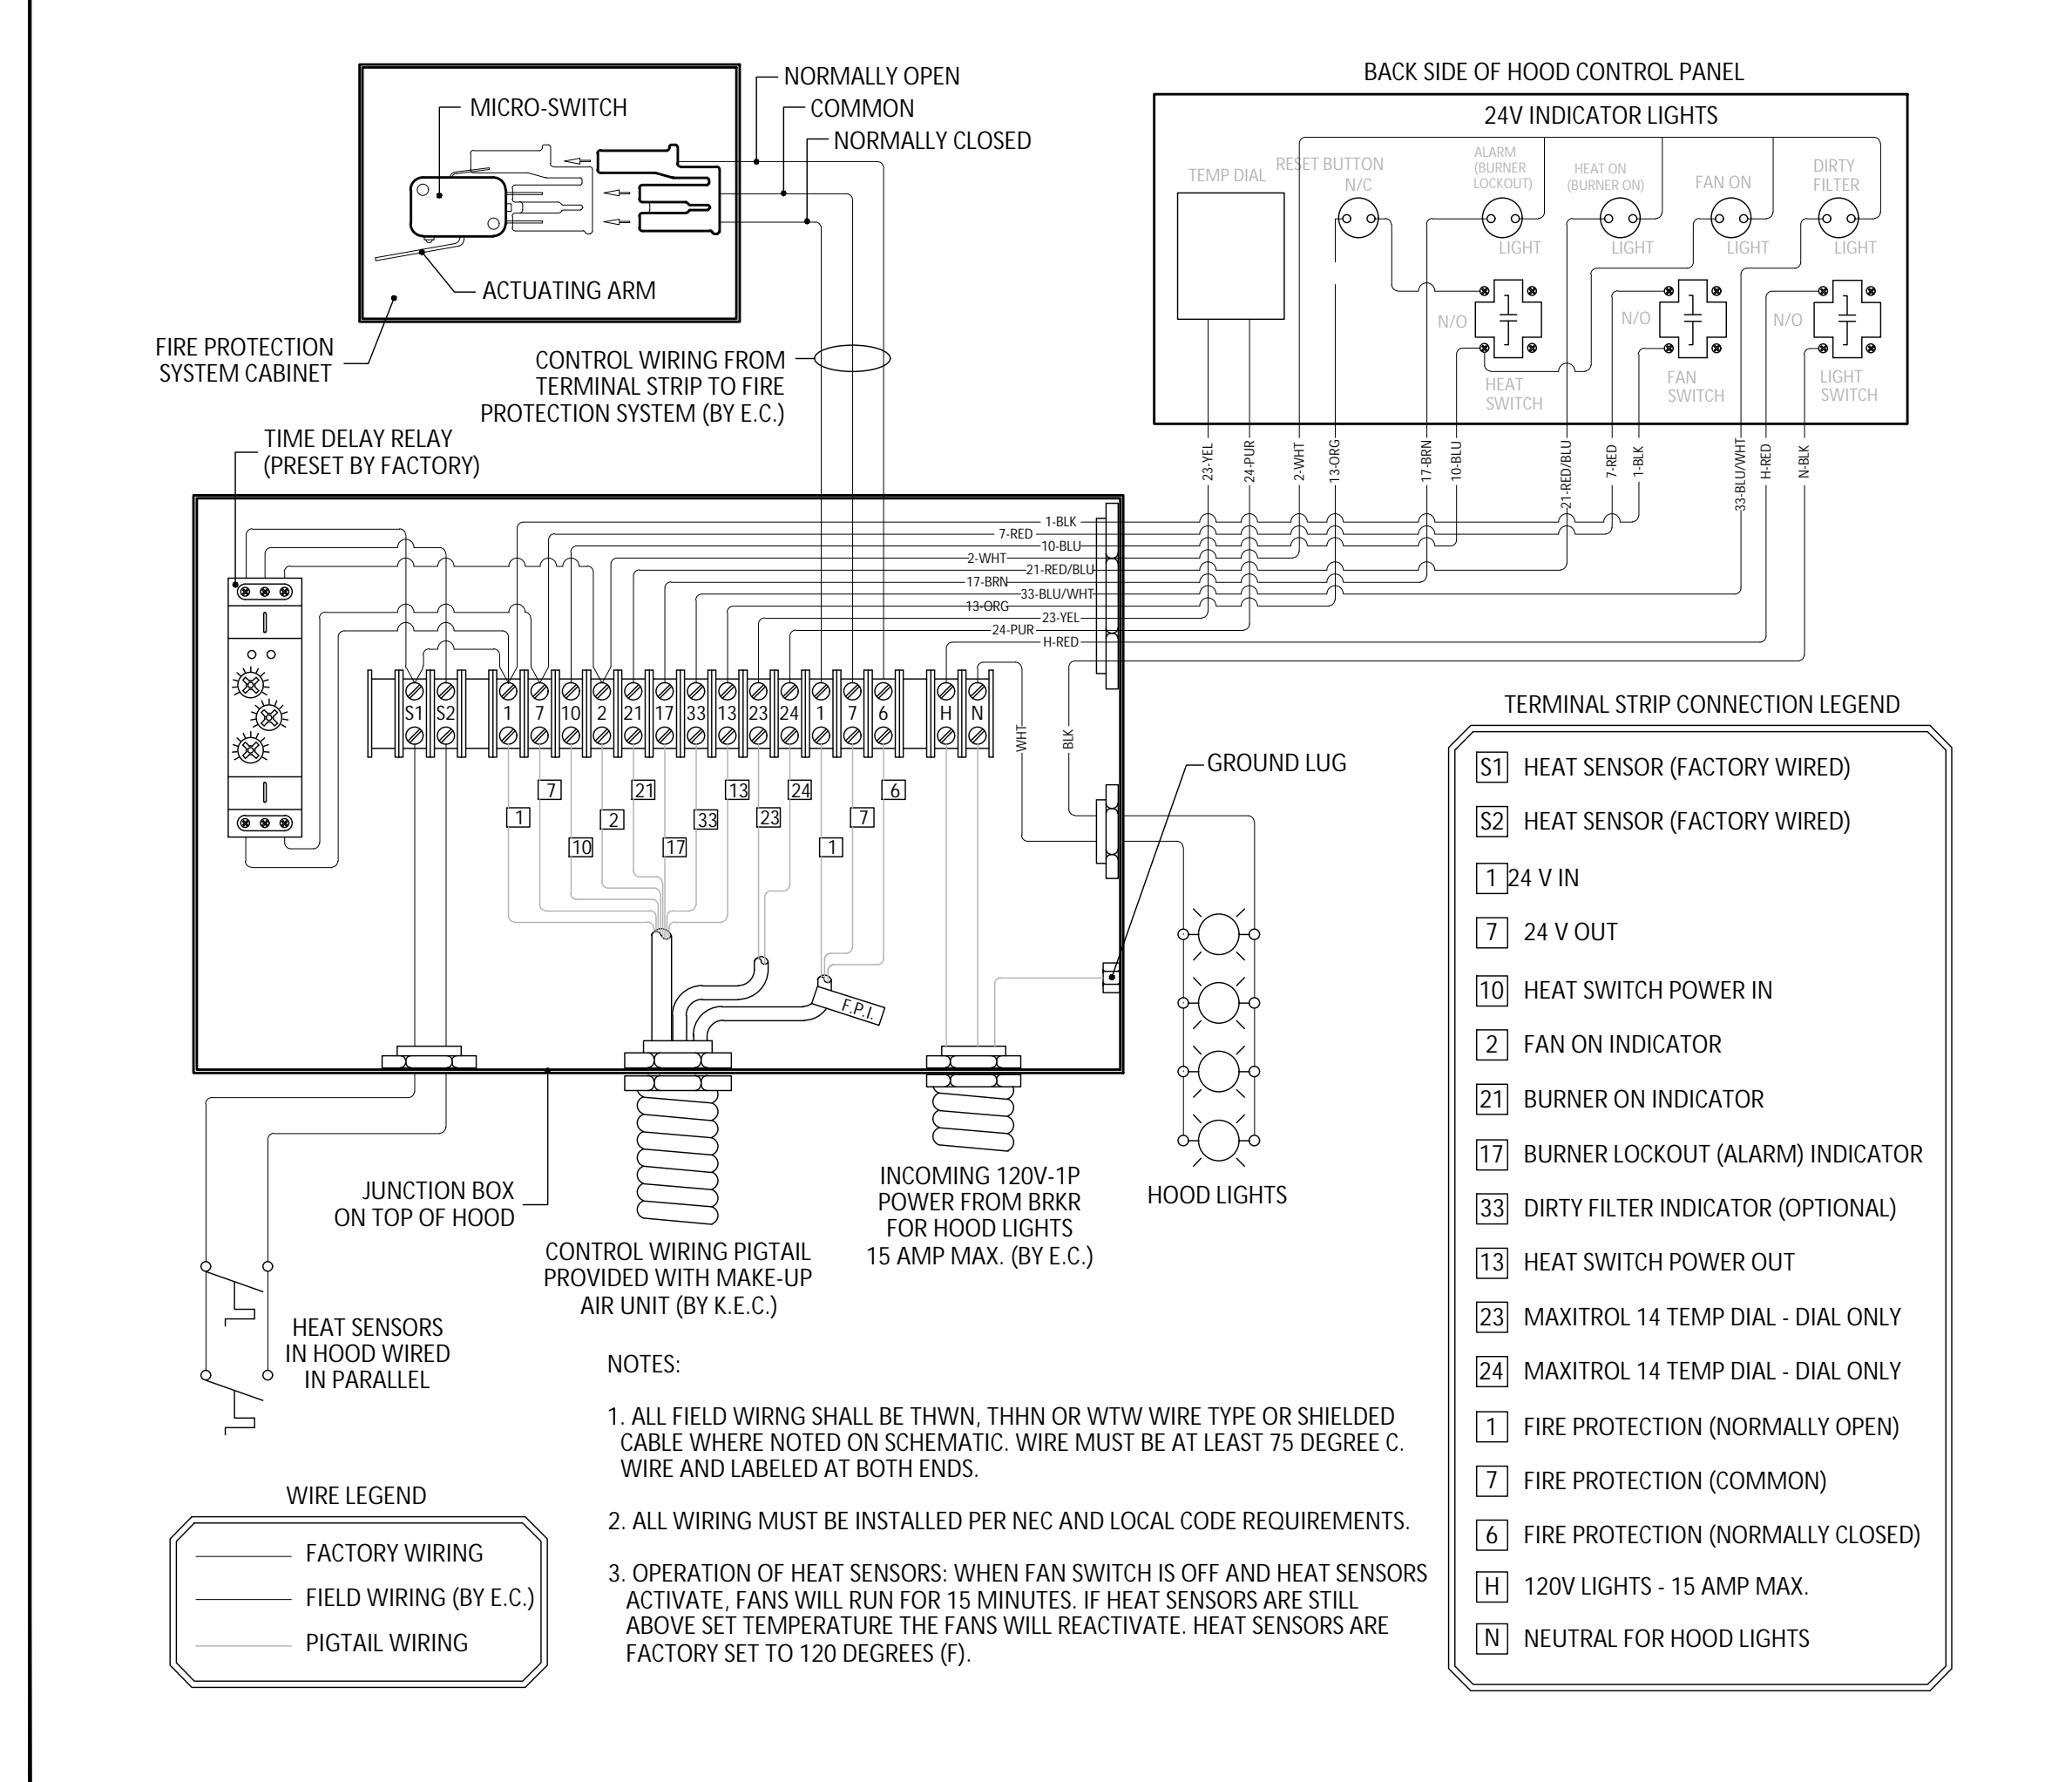 NORMALLY OPEN
COMMON
NORMALLY CLOSED
MICRO-SWITCH
ACTUATING ARM
FIRE PROTECTION
SYSTEM CABINET
CONTROL WIRING FROM
TERMINAL STRIP TO FIRE
PROTECTION SYSTEM (BY E.C.)
TIME DELAY RELAY
(PRESET BY FACTORY)
BACK SIDE OF HOOD CONTROL PANEL
24V INDICATOR LIGHTS
TEMP DIAL
RESET BUTTON
N/C
ALARM
(BURNER
LOCKOUT)
HEAT ON
(BURNER ON)
FAN ON
DIRTY
FILTER
LIGHT
LIGHT
LIGHT
LIGHT
N/O
N/O
N/O
HEAT
SWITCH
FAN
SWITCH
LIGHT
SWITCH
23-YEL
24-PUR
2-WHT
13-ORG
17-BRN
10-BLU
21-RED/BLU
7-RED
1-BLK
33-BLU/WHT
H-RED
N-BLK
1-BLK
7-RED
10-BLU
2-WHT
21-RED/BLU
17-BRN
33-BLU/WHT
13-ORG
23-YEL
24-PUR
H-RED
S1 S2 1 7 10 2 21 17 33 13 23 24 1 7 6 H N
WHT
BLK
7 21 13 24 6
1 2 33 23 7
10 17 1
F.P.I.
GROUND LUG
HOOD LIGHTS
JUNCTION BOX
ON TOP OF HOOD
CONTROL WIRING PIGTAIL
PROVIDED WITH MAKE-UP
AIR UNIT (BY K.E.C.)
INCOMING 120V-1P
POWER FROM BRKR
FOR HOOD LIGHTS
15 AMP MAX. (BY E.C.)
HEAT SENSORS
IN HOOD WIRED
IN PARALLEL
NOTES:
1. ALL FIELD WIRNG SHALL BE THWN, THHN OR WTW WIRE TYPE OR SHIELDED
CABLE WHERE NOTED ON SCHEMATIC. WIRE MUST BE AT LEAST 75 DEGREE C.
WIRE AND LABELED AT BOTH ENDS.
2. ALL WIRING MUST BE INSTALLED PER NEC AND LOCAL CODE REQUIREMENTS.
3. OPERATION OF HEAT SENSORS: WHEN FAN SWITCH IS OFF AND HEAT SENSORS
ACTIVATE, FANS WILL RUN FOR 15 MINUTES. IF HEAT SENSORS ARE STILL
ABOVE SET TEMPERATURE THE FANS WILL REACTIVATE. HEAT SENSORS ARE
FACTORY SET TO 120 DEGREES (F).
WIRE LEGEND
FACTORY WIRING
FIELD WIRING (BY E.C.)
PIGTAIL WIRING
TERMINAL STRIP CONNECTION LEGEND
S1 HEAT SENSOR (FACTORY WIRED)
S2 HEAT SENSOR (FACTORY WIRED)
1 24 V IN
7 24 V OUT
10 HEAT SWITCH POWER IN
2 FAN ON INDICATOR
21 BURNER ON INDICATOR
17 BURNER LOCKOUT (ALARM) INDICATOR
33 DIRTY FILTER INDICATOR (OPTIONAL)
13 HEAT SWITCH POWER OUT
23 MAXITROL 14 TEMP DIAL - DIAL ONLY
24 MAXITROL 14 TEMP DIAL - DIAL ONLY
1 FIRE PROTECTION (NORMALLY OPEN)
7 FIRE PROTECTION (COMMON)
6 FIRE PROTECTION (NORMALLY CLOSED)
H 120V LIGHTS - 15 AMP MAX.
N NEUTRAL FOR HOOD LIGHTS